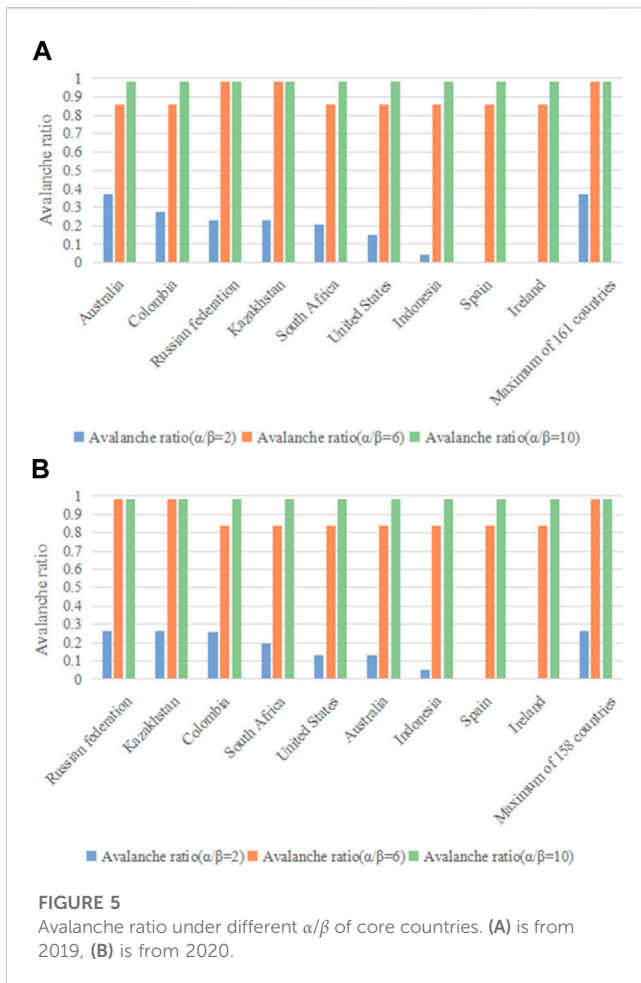 A
Avalanche ratio
1
0.9
0.8
0.7
0.6
0.5
0.4
0.3
0.2
0.1
0
Australia
Colombia
Russian federation
Kazakhstan
South Africa
United States
Indonesia
Spain
Ireland
Maximum of 161 countries
Avalanche ratio(α/β=2) Avalanche ratio(α/β=6) Avalanche ratio(α/β=10)
B
Avalanche ratio
1
0.9
0.8
0.7
0.6
0.5
0.4
0.3
0.2
0.1
0
Russian federation
Kazakhstan
Colombia
South Africa
United States
Australia
Indonesia
Spain
Ireland
Maximum of 158 countries
Avalanche ratio(α/β=2) Avalanche ratio(α/β=6) Avalanche ratio(α/β=10)
FIGURE 5
Avalanche ratio under different α/β of core countries. (A) is from
2019, (B) is from 2020.